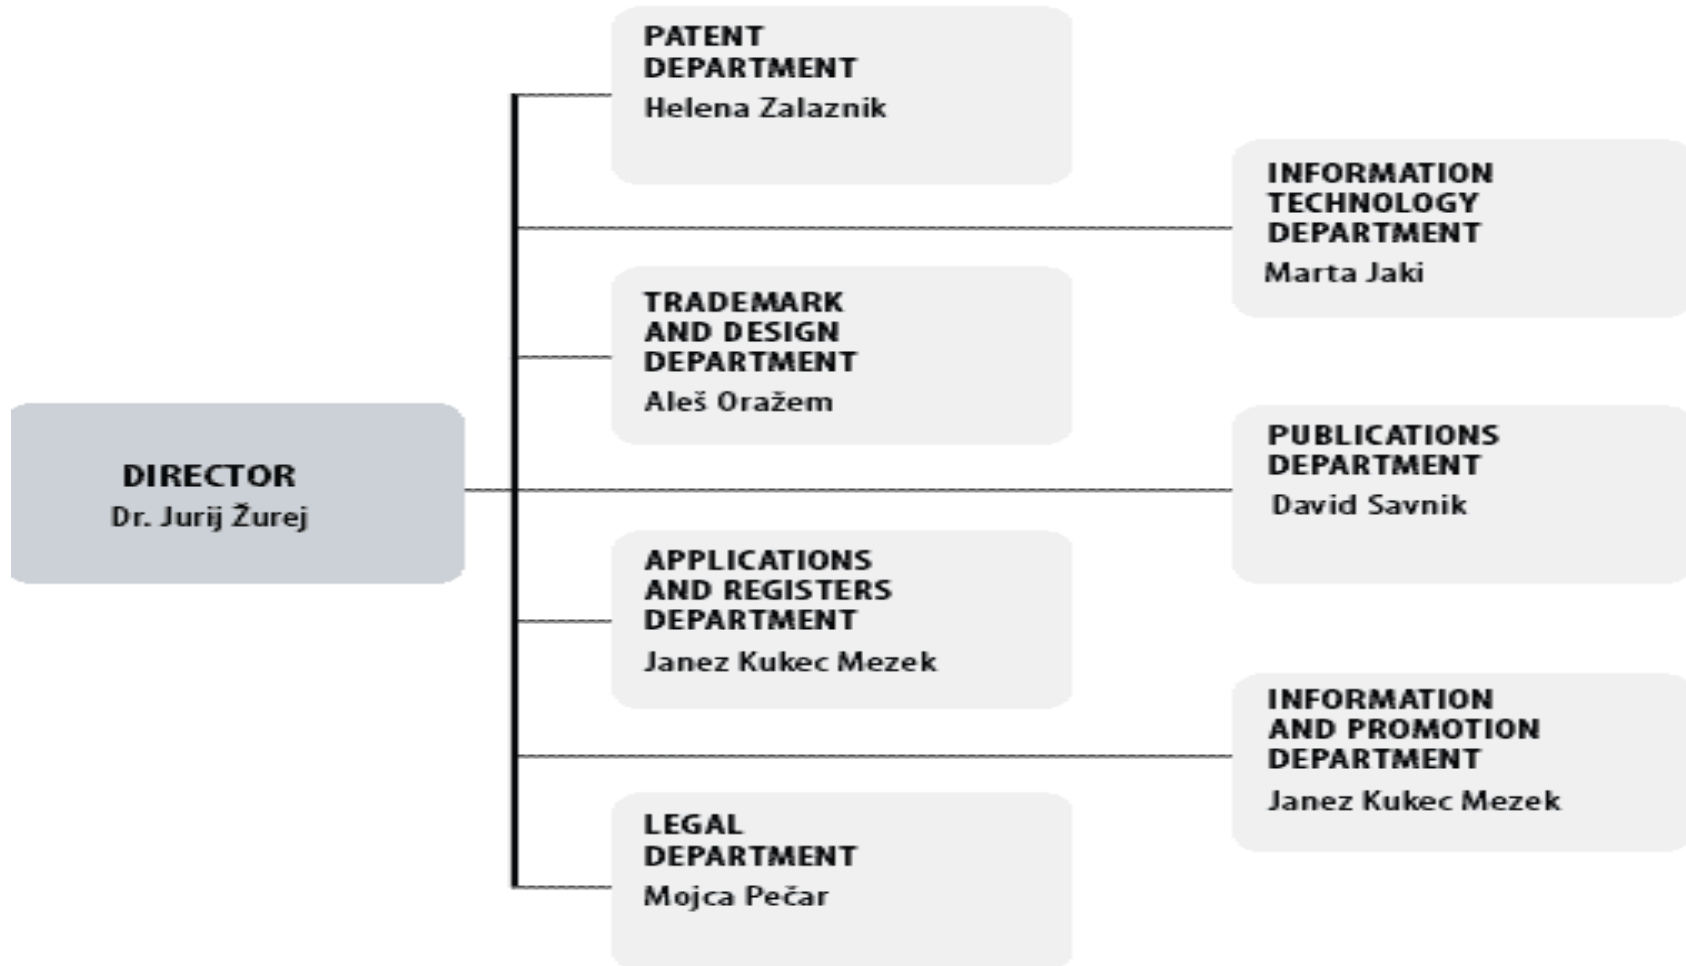 PATENT
DEPARTMENT
Helena Zalaznik
INFORMATION
TECHNOLOGY
DEPARTMENT
Marta Jaki
TRADEMARK
AND DESIGN
DEPARTMENT
Aleš Oražem
DIRECTOR
Dr. Jurij Žurej
PUBLICATIONS
DEPARTMENT
David Savnik
APPLICATIONS
AND REGISTERS
DEPARTMENT
Janez Kukec Mezek
INFORMATION
AND PROMOTION
DEPARTMENT
Janez Kukec Mezek
LEGAL
DEPARTMENT
Mojca Pečar